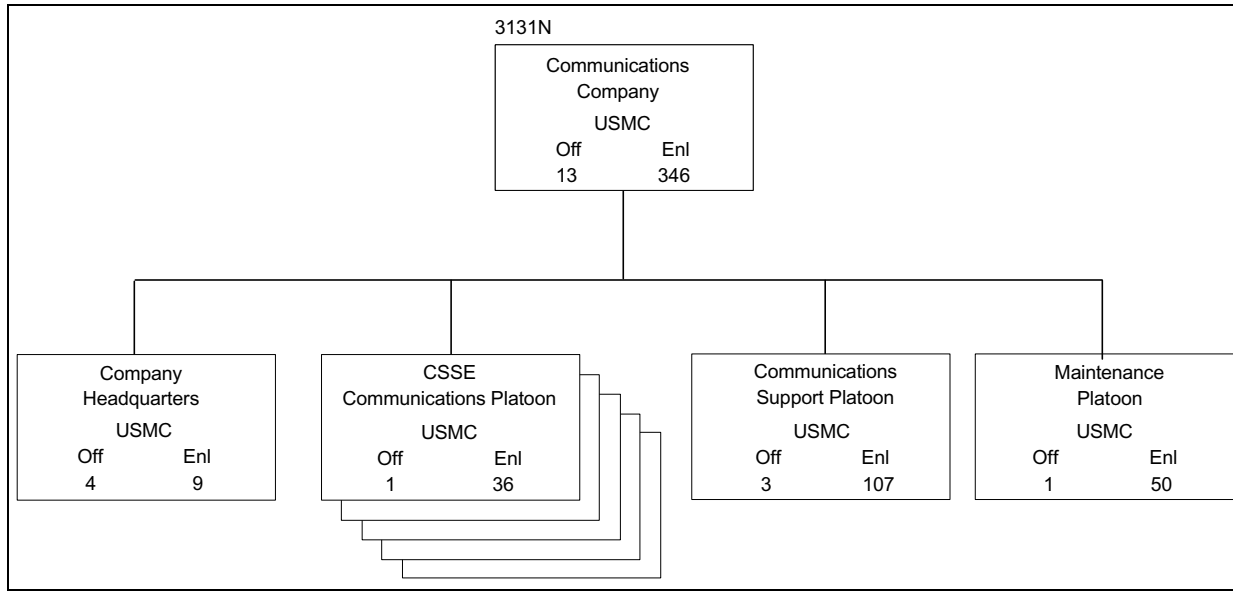 3131N
Communications
Company
USMC
Off Enl
13 346
Company
Headquarters
USMC
Off Enl
4 9
CSSE
Communications Platoon
USMC
Off Enl
1 36
Communications
Support Platoon
USMC
Off Enl
3 107
Maintenance
Platoon
USMC
Off Enl
1 50